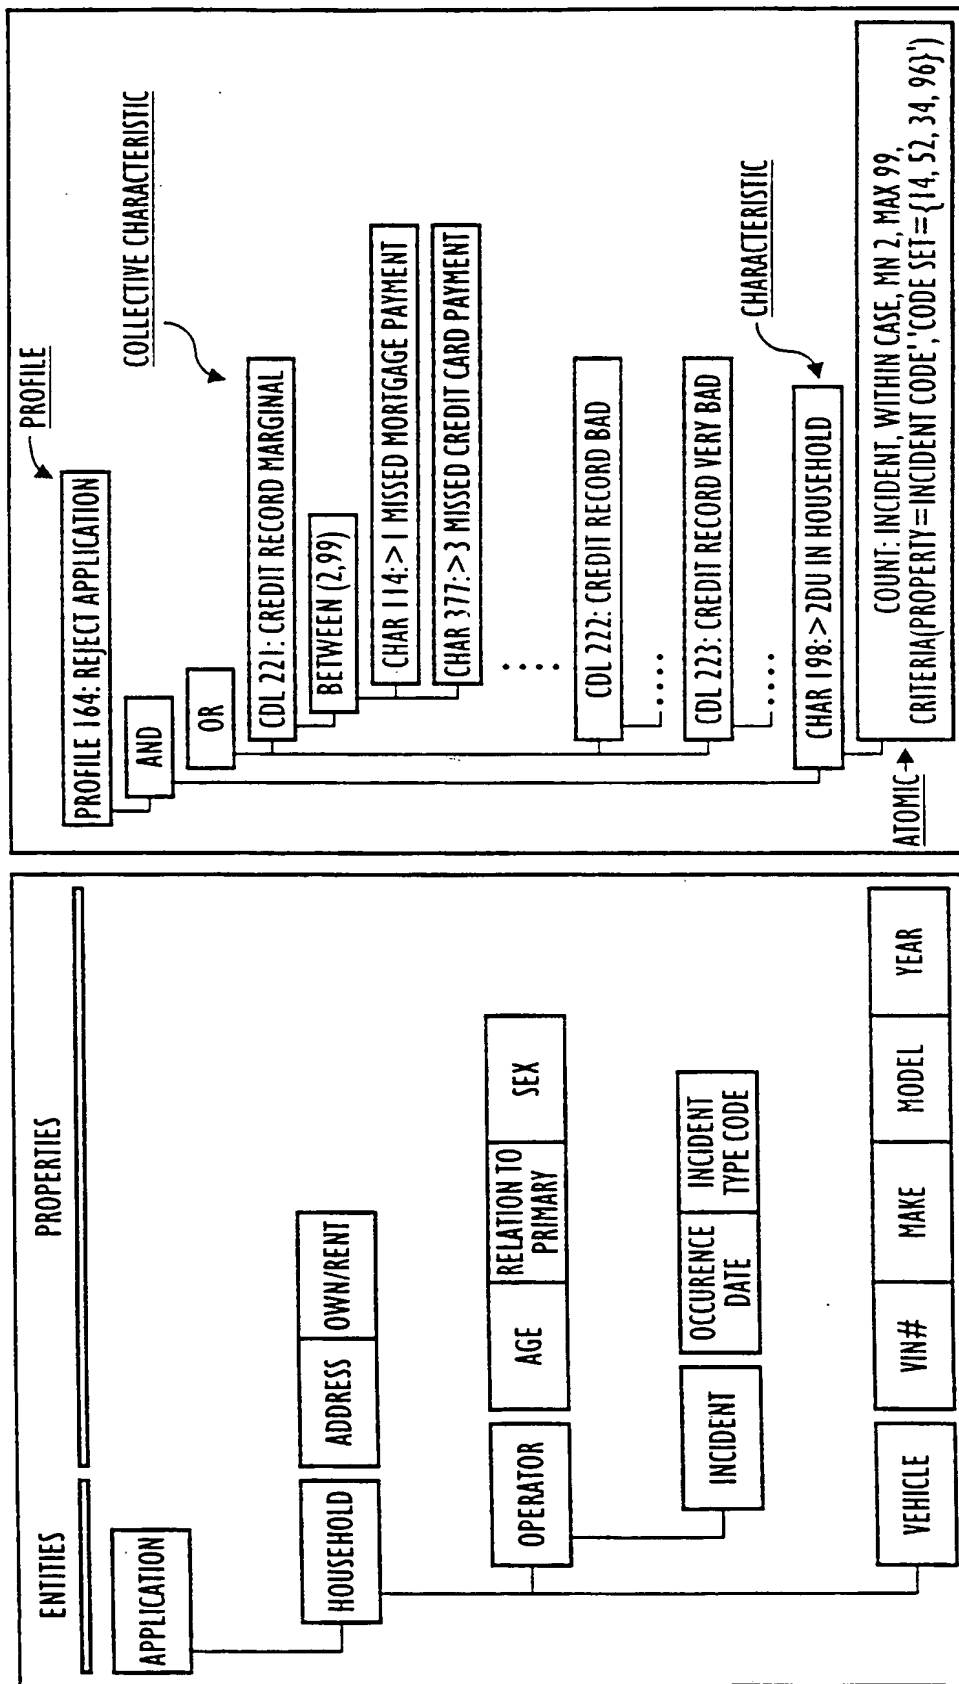 ENTITIES
PROPERTIES
APPLICATION
HOUSEHOLD
ADDRESS
OWN/RENT
OPERATOR
AGE
RELATION TO
PRIMARY
SEX
INCIDENT
OCCURENCE
DATE
INCIDENT
TYPE CODE
VEHICLE
VIN#
MAKE
MODEL
YEAR
PROFILE
PROFILE 164: REJECT APPLICATION
AND
OR
COLLECTIVE CHARACTERISTIC
CDL 221: CREDIT RECORD MARGINAL
BETWEEN (2,99)
CHAR 114:>1 MISSED MORTGAGE PAYMENT
CHAR 377:>3 MISSED CREDIT CARD PAYMENT
....
CDL 222: CREDIT RECORD BAD
....
CDL 223: CREDIT RECORD VERY BAD
....
CHARACTERISTIC
CHAR 198:>2DU IN HOUSEHOLD
ATOMIC
COUNT: INCIDENT, WITHIN CASE, MN 2, MAX 99,
CRITERIA(PROPERTY=INCIDENT CODE','CODE SET={14, 52, 34, 96}')